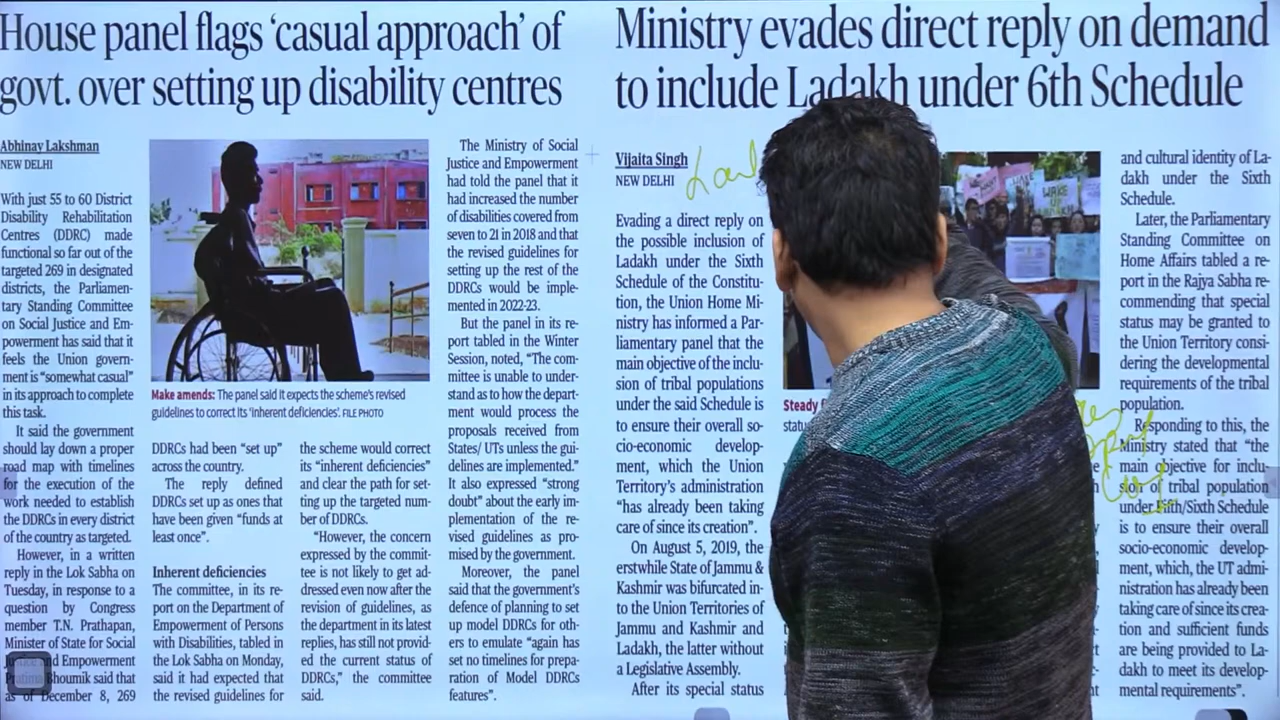 House panel flags ‘casual approach’ of
govt. over setting up disability centres
Abhinay Lakshman
NEW DELHI
With just 55 to 60 District
Disability Rehabilitation
Centres (DDRC) made
functional so far out of the
targeted 269 in designated
districts, the Parliamen-
tary Standing Committee
on Social Justice and Em-
powerment has said that it
feels the Union govern-
ment is “somewhat casual”
in its approach to complete
this task.
It said the government
should lay down a proper
road map with timelines
for the execution of the
work needed to establish
the DDRCs in every district
of the country as targeted.
However, in a written
reply in the Lok Sabha on
Tuesday, in response to a
question by Congress
member T.N. Prathapan,
Minister of State for Social
Justice and Empowerment
Pratima Bhoumik said that
as of December 8, 269
Make amends: The panel said it expects the scheme’s revised
guidelines to correct its ‘inherent deficiencies’. FILE PHOTO
DDRCs had been “set up”
across the country.
The reply defined
DDRCs set up as ones that
have been given “funds at
least once”.
Inherent deficiencies
The committee, in its re-
port on the Department of
Empowerment of Persons
with Disabilities, tabled in
the Lok Sabha on Monday,
said it had expected that
the revised guidelines for
the scheme would correct
its “inherent deficiencies”
and clear the path for set-
ting up the targeted num-
ber of DDRCs.
“However, the concern
expressed by the commit-
tee is not likely to get ad-
dressed even now after the
revision of guidelines, as
the department in its latest
replies, has still not provid-
ed the current status of
DDRCs,” the committee
said.
The Ministry of Social
Justice and Empowerment
had told the panel that it
had increased the number
of disabilities covered from
seven to 21 in 2018 and that
the revised guidelines for
setting up the rest of the
DDRCs would be imple-
mented in 2022-23.
But the panel in its re-
port tabled in the Winter
Session, noted, “The com-
mittee is unable to under-
stand as to how the depart-
ment would process the
proposals received from
States/ UTs unless the gui-
delines are implemented.”
It also expressed “strong
doubt” about the early im-
plementation of the re-
vised guidelines as pro-
mised by the government.
Moreover, the panel
said that the government’s
defence of planning to set
up model DDRCs for oth-
ers to emulate “again has
set no timelines for prepa-
ration of Model DDRCs
features”.
Ministry evades direct reply on demand
to include Ladakh under 6th Schedule
Vijaita Singh
NEW DELHI
Evading a direct reply on
the possible inclusion of
Ladakh under the Sixth
Schedule of the Constitu-
tion, the Union Home Mi-
nistry has informed a Par-
liamentary panel that the
main objective of the inclu-
sion of tribal populations
under the said Schedule is
to ensure their overall so-
cio-economic develop-
ment, which the Union
Territory’s administration
“has already been taking
care of since its creation”.
On August 5, 2019, the
erstwhile State of Jammu &
Kashmir was bifurcated in-
to the Union Territories of
Jammu and Kashmir and
Ladakh, the latter without
a Legislative Assembly.
After its special status
WAKE
UP
Steady
and cultural identity of La-
dakh under the Sixth
Schedule.
Later, the Parliamentary
Standing Committee on
Home Affairs tabled a re-
port in the Rajya Sabha re-
commending that special
status may be granted to
the Union Territory consi-
dering the developmental
requirements of the tribal
population.
Responding to this, the
Ministry stated that “the
main objective for inclu-
sion of tribal population
under 5th/Sixth Schedule
is to ensure their overall
socio-economic develop-
ment, which, the UT admi-
nistration has already been
taking care of since its crea-
tion and sufficient funds
are being provided to La-
dakh to meet its develop-
mental requirements”.